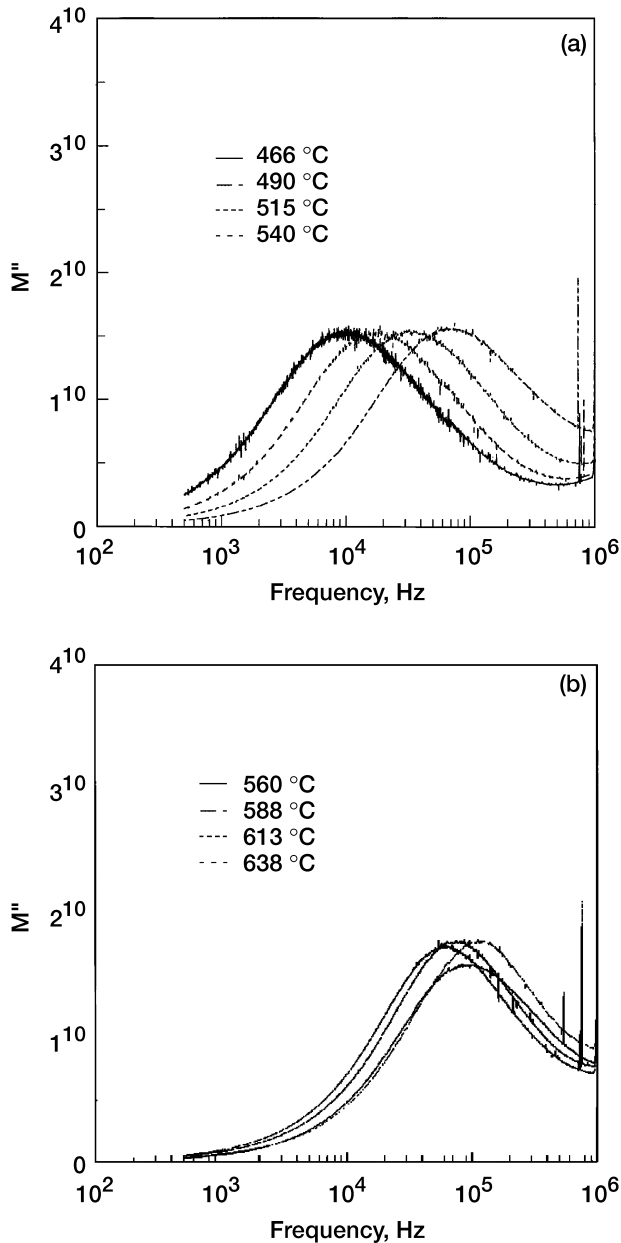 4¹⁰
(a)
3¹⁰
466 °C
490 °C
515 °C
540 °C
M"
2¹⁰
1¹⁰
0
10² 10³ 10⁴ 10⁵ 10⁶
Frequency, Hz
4¹⁰
(b)
3¹⁰
560 °C
588 °C
613 °C
638 °C
M"
2¹⁰
1¹⁰
0
10² 10³ 10⁴ 10⁵ 10⁶
Frequency, Hz